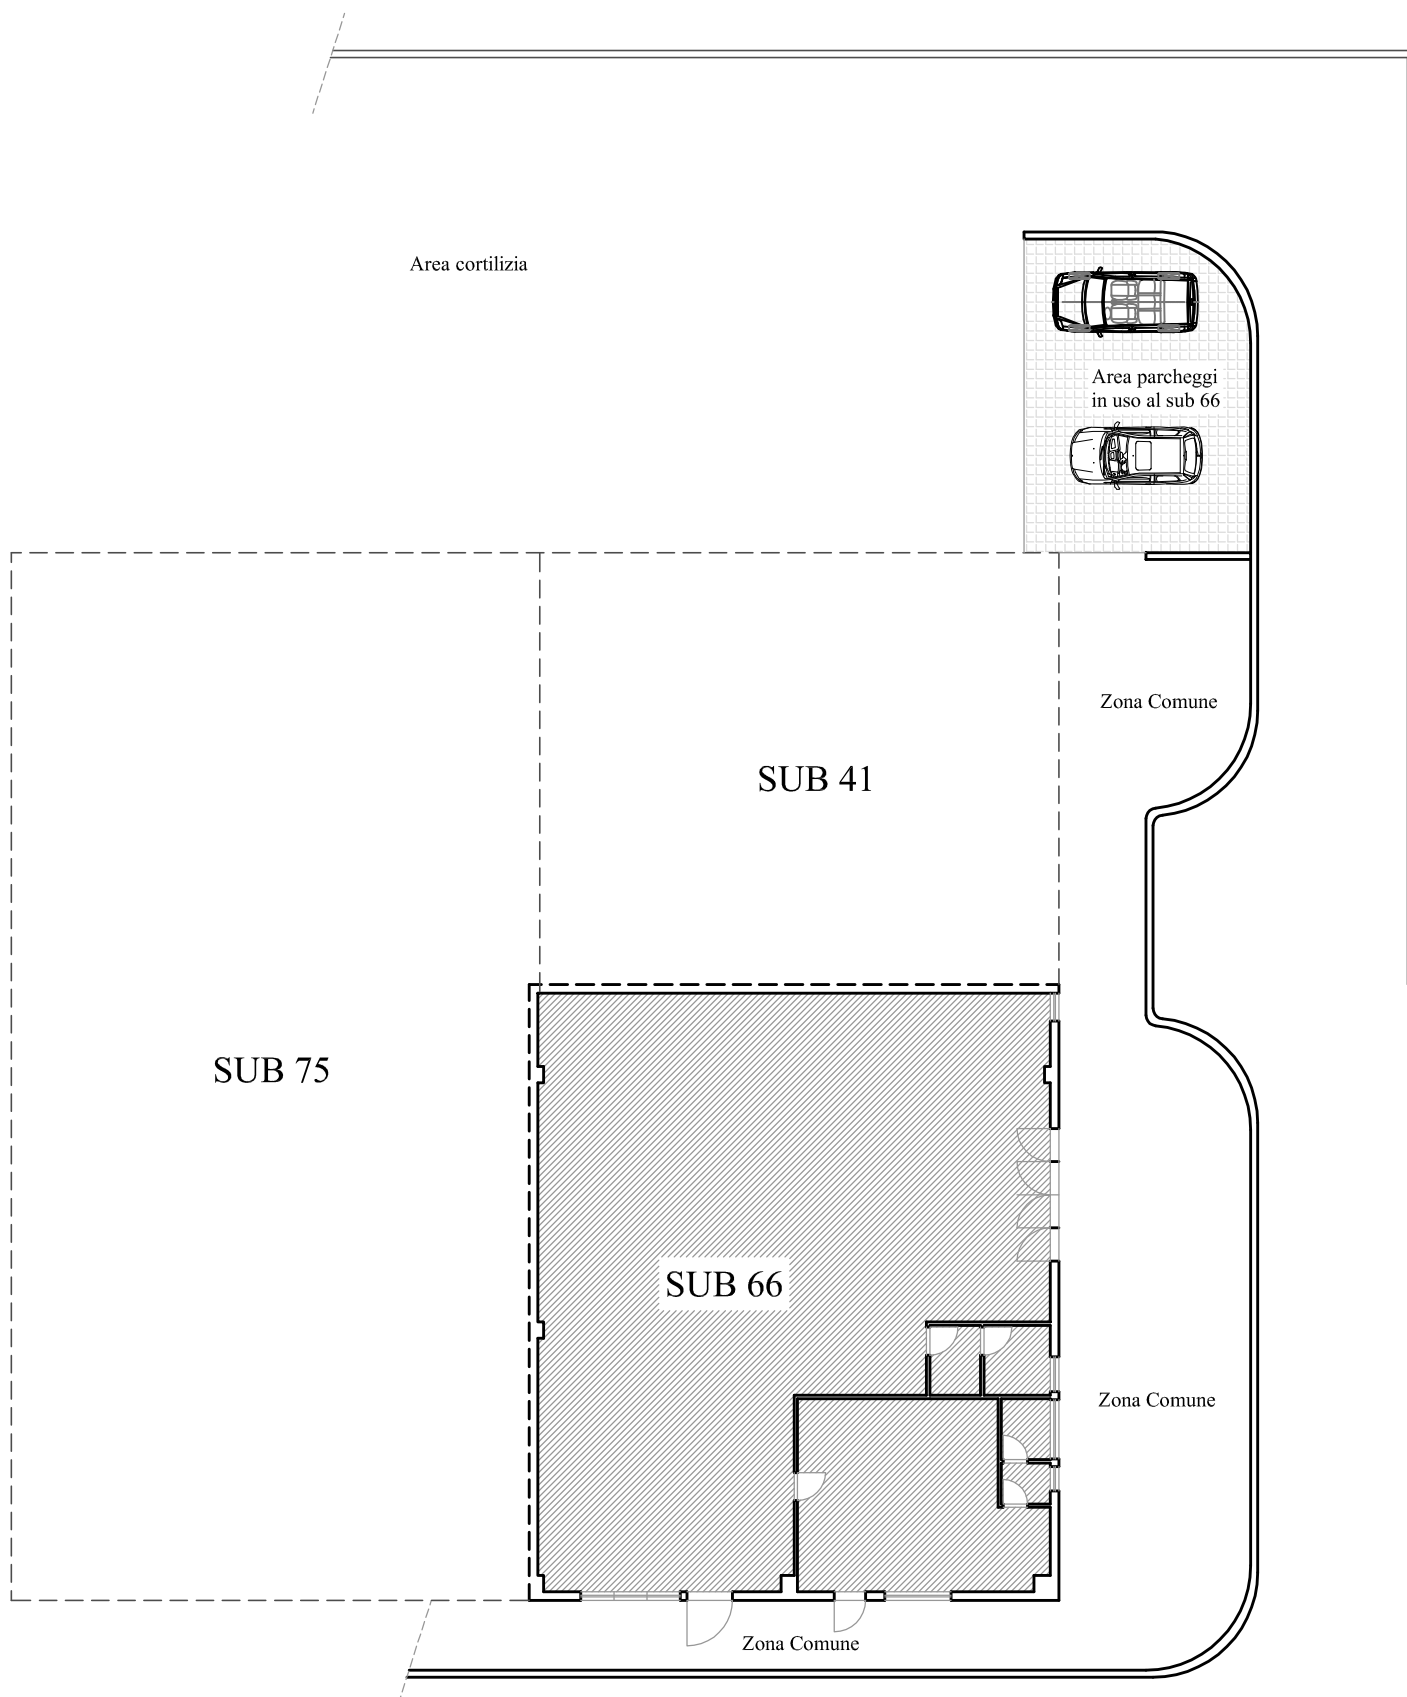 Area cortilizia
Area parcheggi
in uso al sub 66
Zona Comune
SUB 41
SUB 75
SUB 66
Zona Comune
Zona Comune